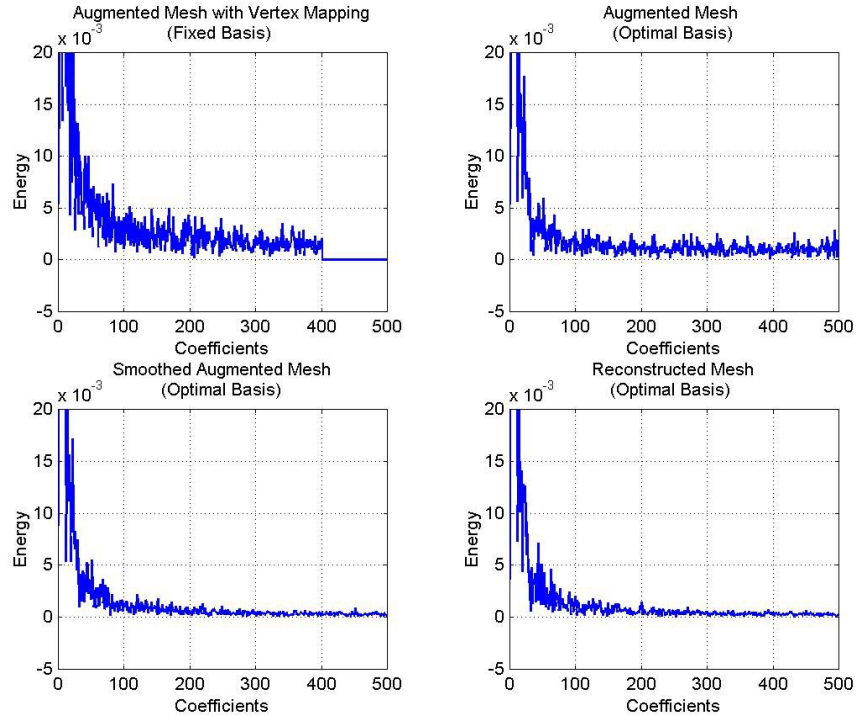 Augmented Mesh with Vertex Mapping
(Fixed Basis)
x 10^-3
20
15
10
5
0
-5
Energy
0 100 200 300 400 500
Coefficients
Augmented Mesh
(Optimal Basis)
x 10^-3
20
15
10
5
0
-5
Energy
0 100 200 300 400 500
Coefficients
Smoothed Augmented Mesh
(Optimal Basis)
x 10^-3
20
15
10
5
0
-5
Energy
0 100 200 300 400 500
Coefficients
Reconstructed Mesh
(Optimal Basis)
x 10^-3
20
15
10
5
0
-5
Energy
0 100 200 300 400 500
Coefficients